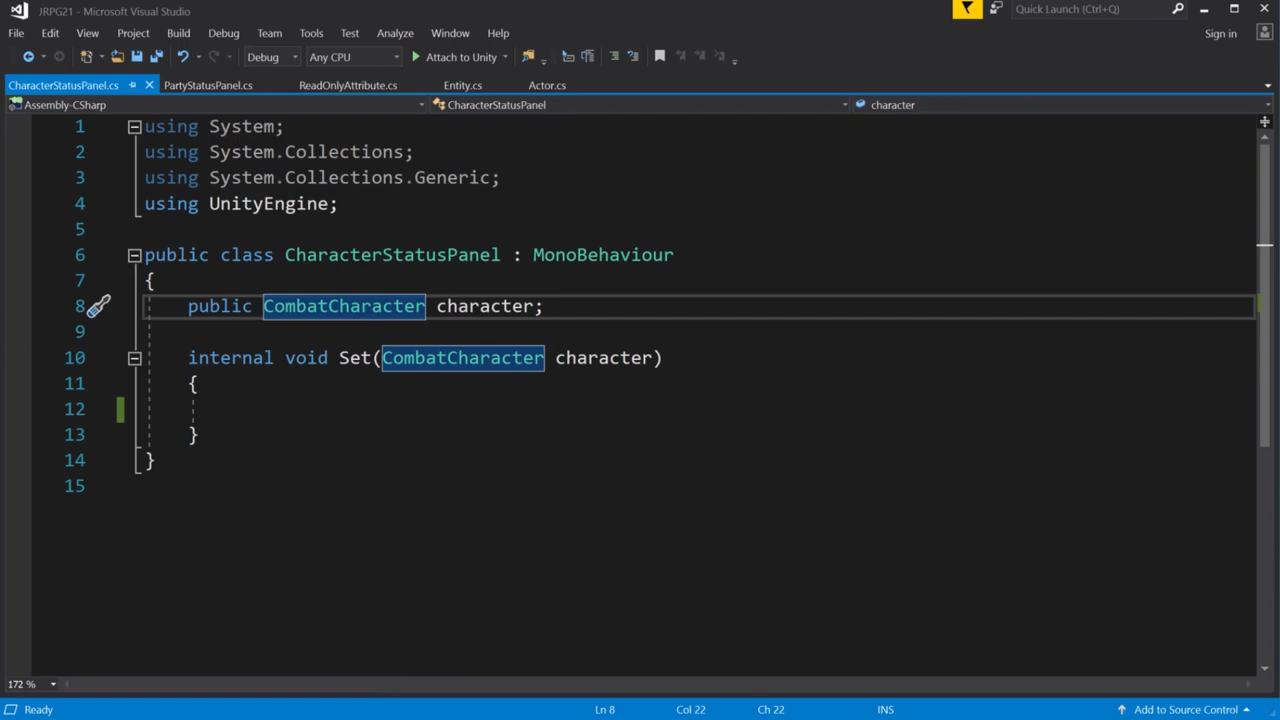 JRPG21 - Microsoft Visual Studio
Quick Launch (Ctrl+Q)
File Edit View Project Build Debug Team Tools Test Analyze Window Help
Sign in
Debug Any CPU Attach to Unity
CharacterStatusPanel.cs PartyStatusPanel.cs ReadOnlyAttribute.cs Entity.cs Actor.cs
Assembly-CSharp CharacterStatusPanel character
1 using System;
2 using System.Collections;
3 using System.Collections.Generic;
4 using UnityEngine;
5
6 public class CharacterStatusPanel : MonoBehaviour
7 {
8 public CombatCharacter character;
9
10 internal void Set(CombatCharacter character)
11 {
12
13 }
14 }
15
172 %
Ready Ln 8 Col 22 Ch 22 INS Add to Source Control